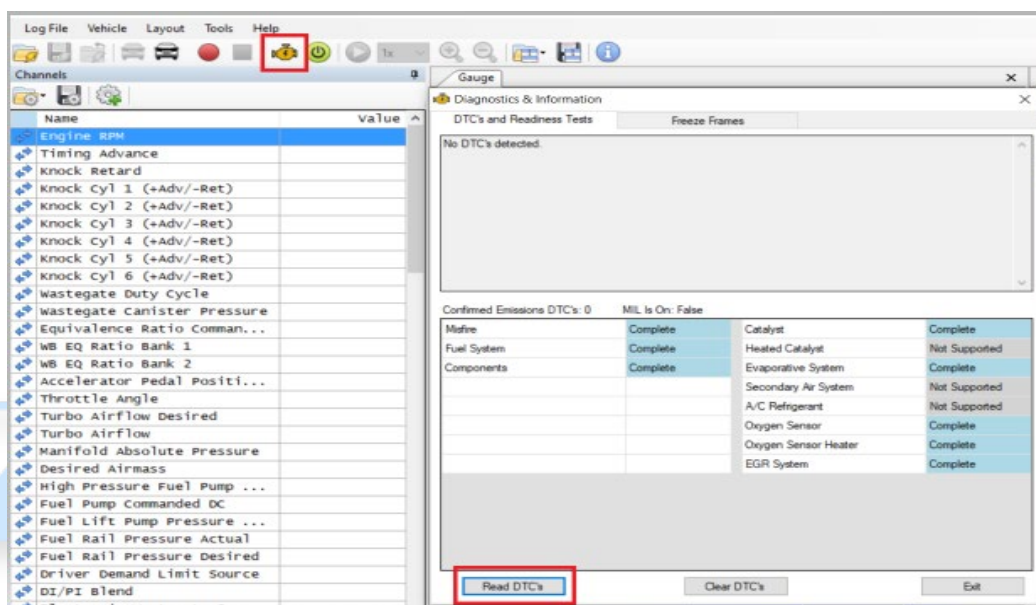 Log File Vehicle Layout Tools Help
1x
Channels
Name Value
Engine RPM
Timing Advance
Knock Retard
Knock Cyl 1 (+Adv/-Ret)
Knock Cyl 2 (+Adv/-Ret)
Knock Cyl 3 (+Adv/-Ret)
Knock Cyl 4 (+Adv/-Ret)
Knock Cyl 5 (+Adv/-Ret)
Knock Cyl 6 (+Adv/-Ret)
Wastegate Duty Cycle
Wastegate Canister Pressure
Equivalence Ratio Comman...
WB EQ Ratio Bank 1
WB EQ Ratio Bank 2
Accelerator Pedal Positi...
Throttle Angle
Turbo Airflow Desired
Turbo Airflow
Manifold Absolute Pressure
Desired Airmass
High Pressure Fuel Pump ...
Fuel Pump Commanded DC
Fuel Lift Pump Pressure ...
Fuel Rail Pressure Actual
Fuel Rail Pressure Desired
Driver Demand Limit Source
DI/PI Blend
Gauge
Diagnostics & Information
DTC's and Readiness Tests Freeze Frames
No DTC's detected.
Confirmed Emissions DTC's: 0 MIL Is On: False
Misfire Complete Catalyst Complete
Fuel System Complete Heated Catalyst Not Supported
Components Complete Evaporative System Complete
Secondary Air System Not Supported
A/C Refrigerant Not Supported
Oxygen Sensor Complete
Oxygen Sensor Heater Complete
EGR System Complete
Read DTC's Clear DTC's Exit